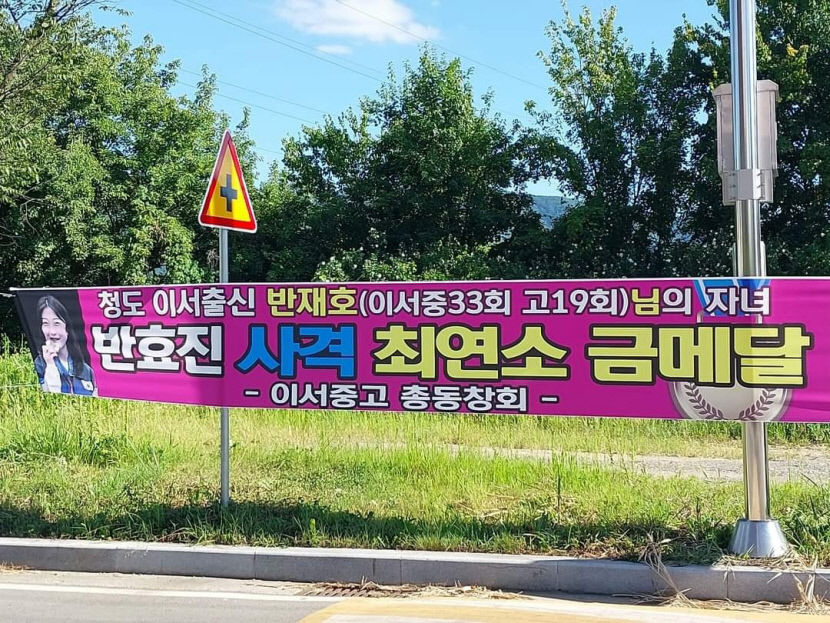 청도 이서출신 반재호(이서중33회 고19회)님의 자녀
반효진 사격 최연소 금메달
- 이서중고 총동창회 -